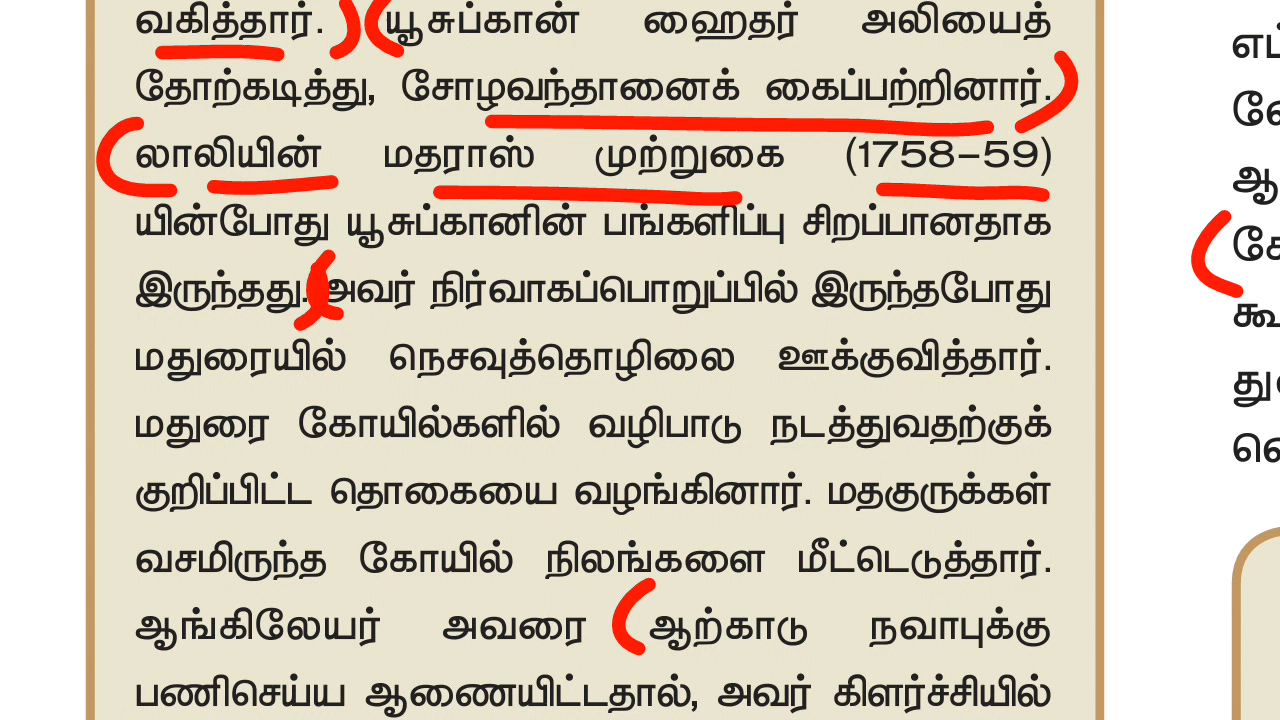 வகித்தார். யூசுப்கான் ஹைதர் அலியைத்
தோற்கடித்து, சோழவந்தானைக் கைப்பற்றினார்.
லாலியின் மதராஸ் முற்றுகை (1758–59)
யின்போது யூசுப்கானின் பங்களிப்பு சிறப்பானதாக
இருந்தது. அவர் நிர்வாகப்பொறுப்பில் இருந்தபோது
மதுரையில் நெசவுத்தொழிலை ஊக்குவித்தார்.
மதுரை கோயில்களில் வழிபாடு நடத்துவதற்குக்
குறிப்பிட்ட தொகையை வழங்கினார். மதகுருக்கள்
வசமிருந்த கோயில் நிலங்களை மீட்டெடுத்தார்.
ஆங்கிலேயர் அவரை ஆற்காடு நவாபுக்கு
பணிசெய்ய ஆணையிட்டதால், அவர் கிளர்ச்சியில்